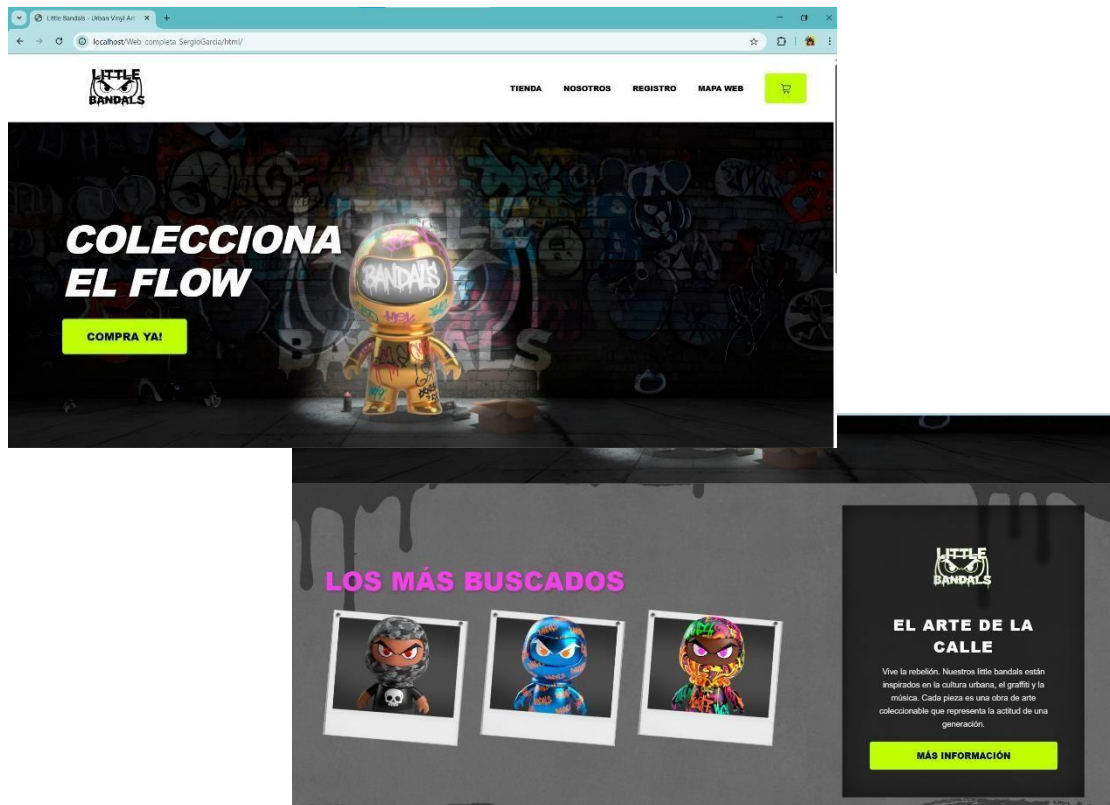 Little Bandals - Urban Vinyl Art
localhost/Web_completa_SergioGarcia/html/
LITTLE
BANDALS
TIENDA NOSOTROS REGISTRO MAPA WEB
COLECCIONA
EL FLOW
BANDALS
COMPRA YA!
BANDALS
LOS MÁS BUSCADOS
LITTLE
BANDALS
EL ARTE DE LA
CALLE
Vive la rebelión. Nuestros little bandals están
inspirados en la cultura urbana, el graffiti y la
música. Cada pieza es una obra de arte
coleccionable que representa la actitud de una
generación.
MÁS INFORMACIÓN